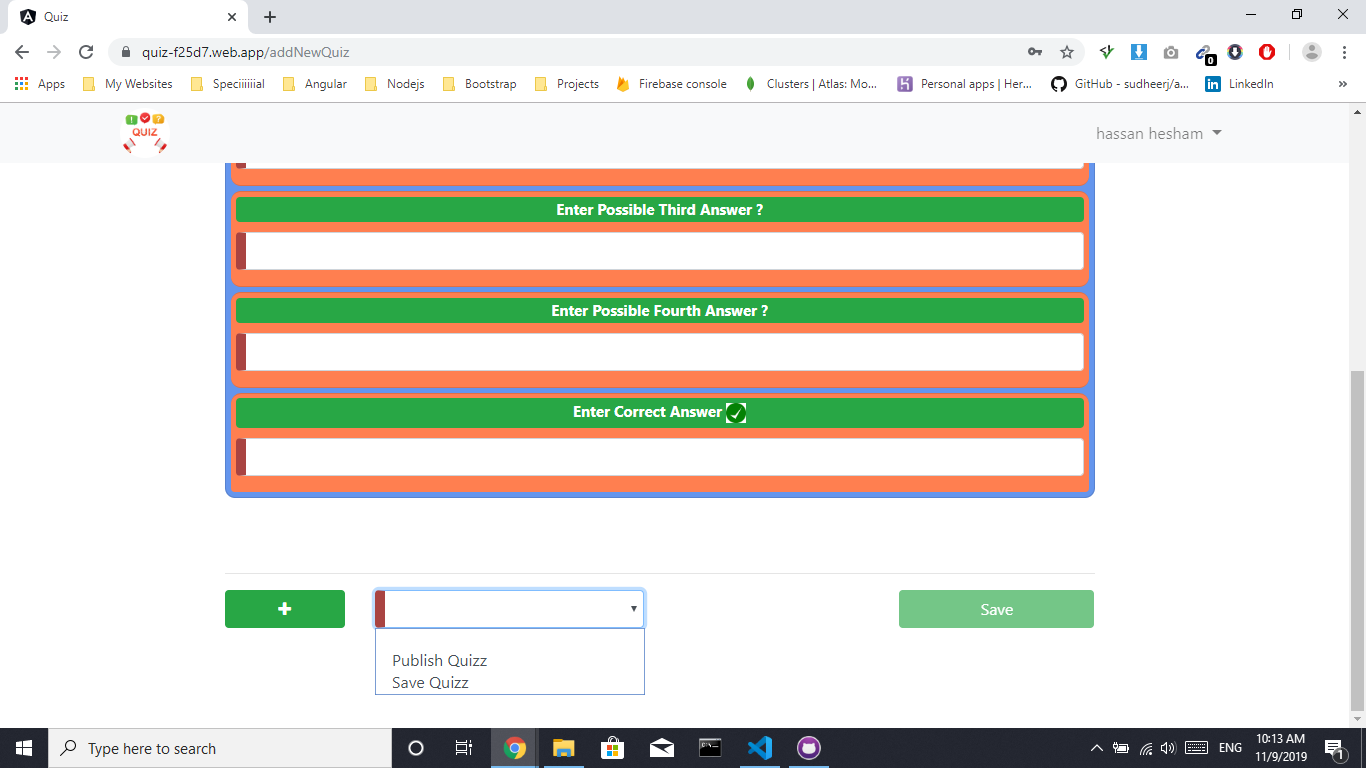 Quiz
quiz-f25d7.web.app/addNewQuiz
0
Apps
My Websites
Speciiiiiial
Angular
Nodejs
Bootstrap
Projects
Firebase console
Clusters | Atlas: Mo...
Personal apps | Her...
GitHub - sudheerj/a...
LinkedIn
»
! ?
QUIZ
hassan hesham
Enter Possible Third Answer ?
Enter Possible Fourth Answer ?
Enter Correct Answer
+
Save
Publish Quizz
Save Quizz
Type here to search
ENG
10:13 AM
11/9/2019
1